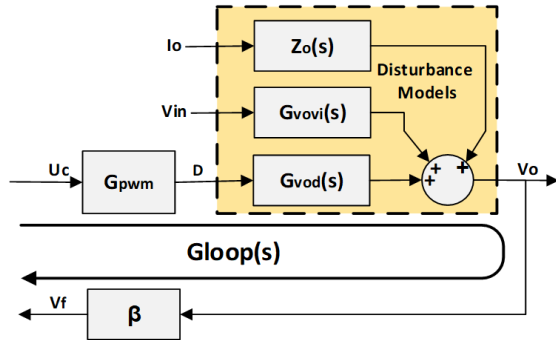 Io
Zo(s)
Disturbance
Models
Vin
Gvovi(s)
Uc
Gpwm
D
Gvod(s)
+
+
+
Vo
Gloop(s)
Vf
β